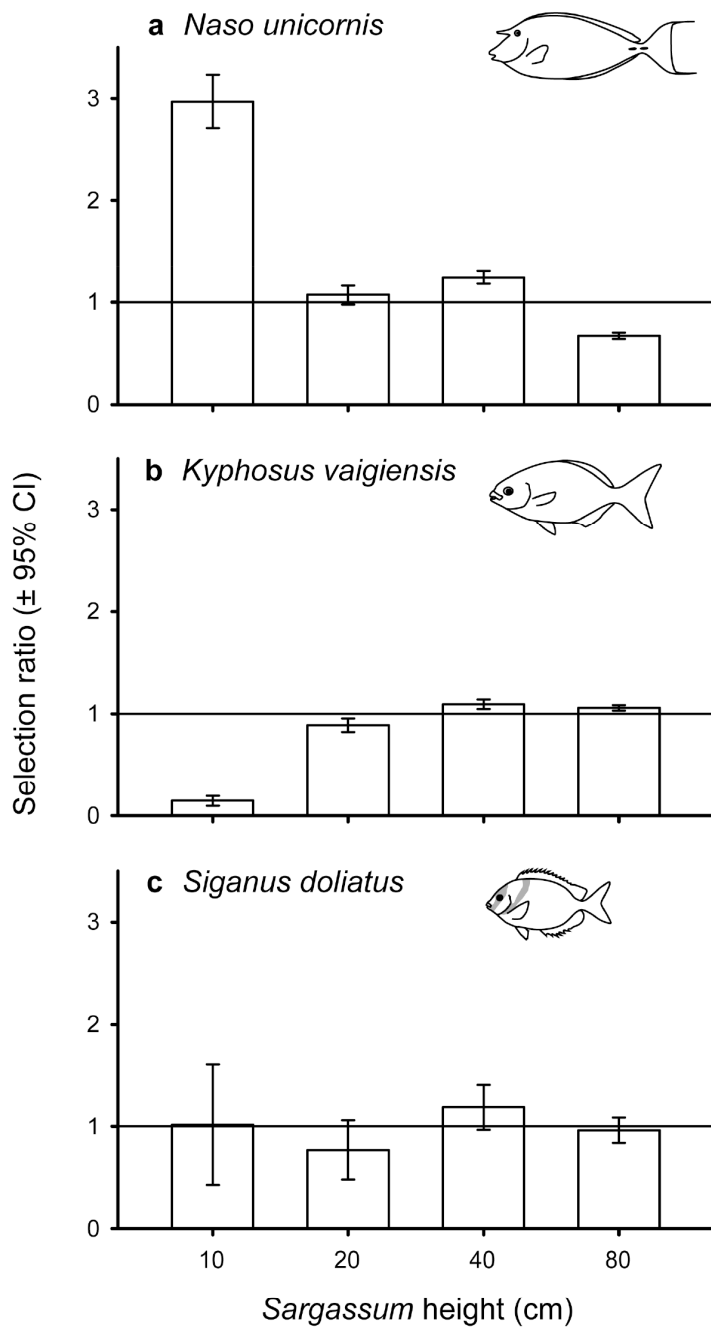 a Naso unicornis
3
2
1
0
b Kyphosus vaigiensis
3
2
1
0
Selection ratio (± 95% CI)
c Siganus doliatus
3
2
1
0
10 20 40 80
Sargassum height (cm)